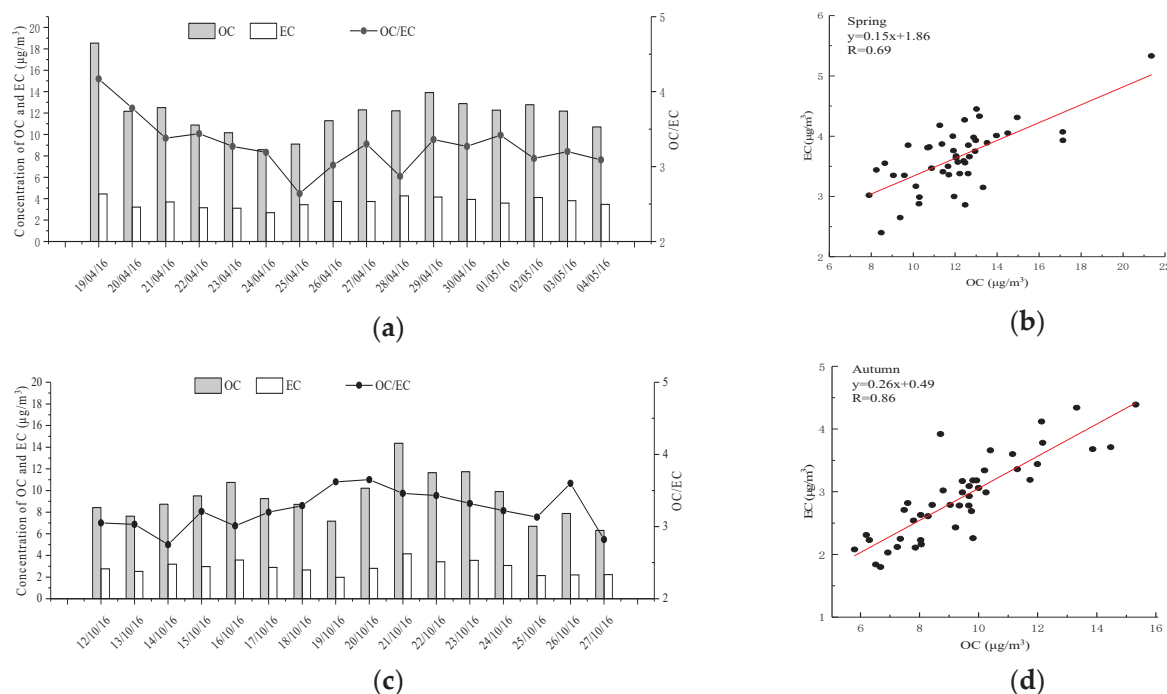 OC EC OC/EC
Concentration of OC and EC (μg/m³)
20
18
16
14
12
10
8
6
4
2
0
5
4
3
2
OC/EC
19/04/16 20/04/16 21/04/16 22/04/16 23/04/16 24/04/16 25/04/16 26/04/16 27/04/16 28/04/16 29/04/16 30/04/16 01/05/16 02/05/16 03/05/16 04/05/16
(a)
Spring
y=0.15x+1.86
R=0.69
EC(μg/m³)
6
5
4
3
2
6 8 10 12 14 16 18 20 22
OC (μg/m³)
(b)
OC EC OC/EC
Concentration of OC and EC (μg/m³)
20
18
16
14
12
10
8
6
4
2
0
5
4
3
2
OC/EC
12/10/16 13/10/16 14/10/16 15/10/16 16/10/16 17/10/16 18/10/16 19/10/16 20/10/16 21/10/16 22/10/16 23/10/16 24/10/16 25/10/16 26/10/16 27/10/16
(c)
Autumn
y=0.26x+0.49
R=0.86
EC(μg/m³)
5
4
3
2
1
6 8 10 12 14 16
OC (μg/m³)
(d)